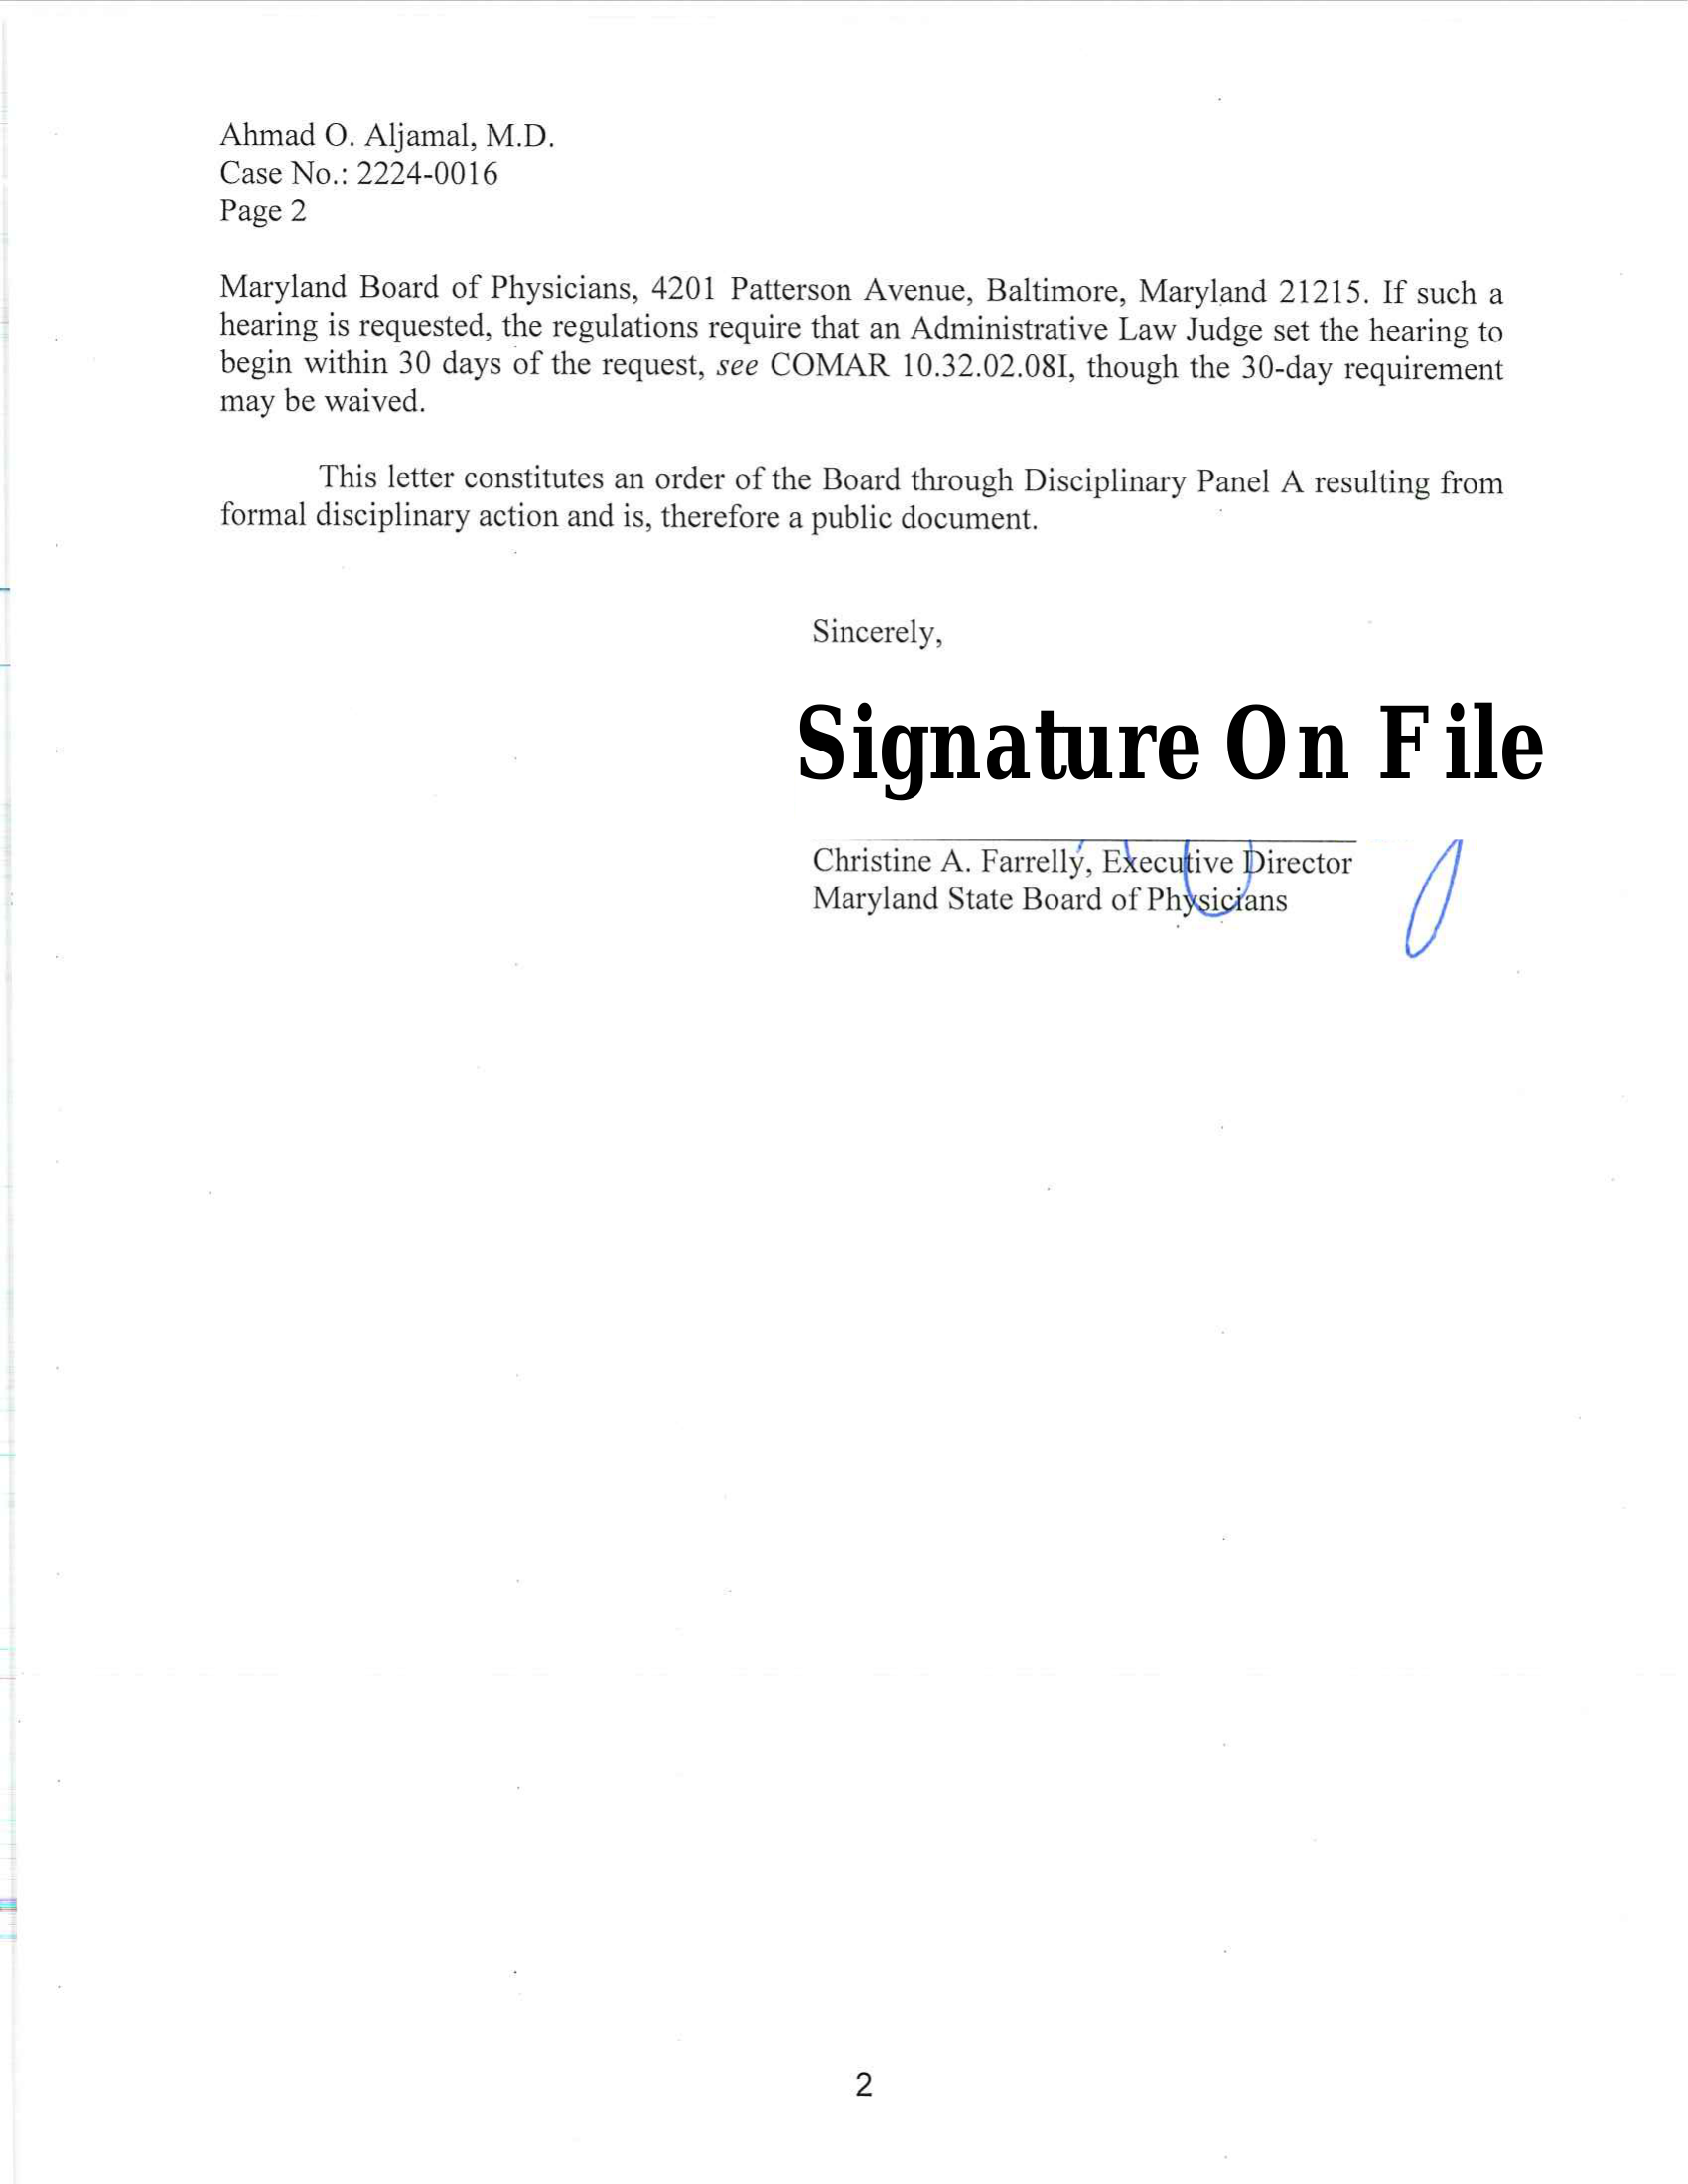 Ahmad O. Aljamal, M.D.
Case No.: 2224-0016
Page 2
Maryland Board of Physicians, 4201 Patterson Avenue, Baltimore, Maryland 21215. If such a
hearing is requested, the regulations require that an Administrative Law Judge set the hearing to
begin within 30 days of the request, see COMAR 10.32.02.08I, though the 30-day requirement
may be waived.
This letter constitutes an order of the Board through Disciplinary Panel A resulting from
formal disciplinary action and is, therefore a public document.
Sincerely,
Signature On File
Christine A. Farrelly, Executive Director
Maryland State Board of Physicians
2